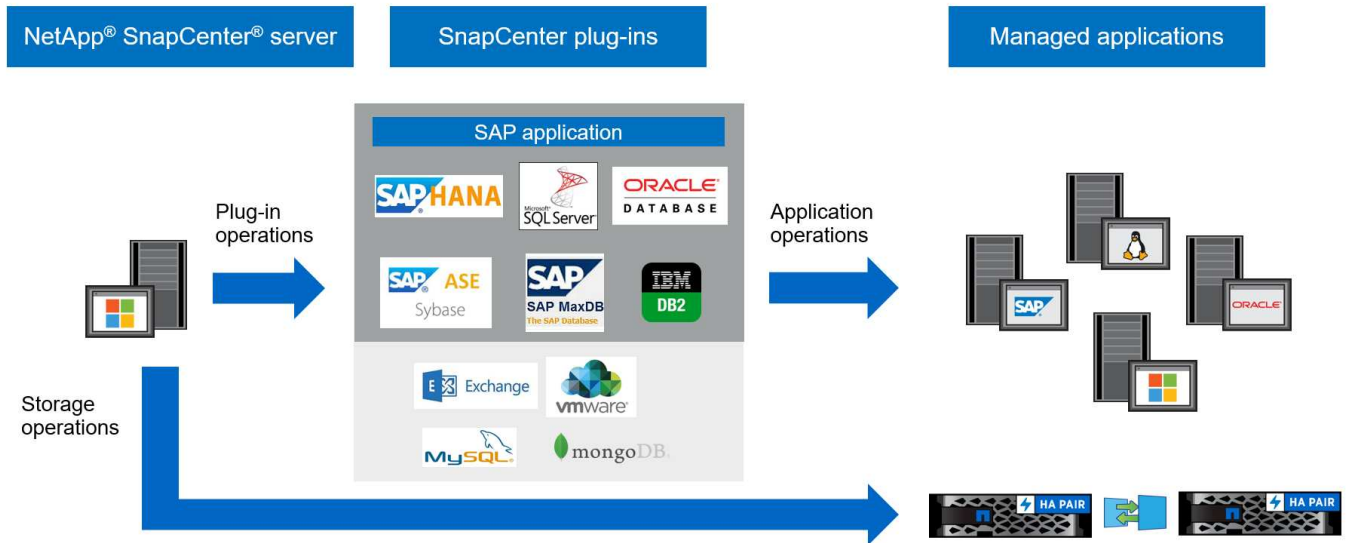 NetApp® SnapCenter® server
SnapCenter plug-ins
Managed applications
SAP application
SAP® HANA
Microsoft®
SQL Server®
ORACLE®
DATABASE
Plug-in
operations
Application
operations
SAP® ASE
Sybase
SAP
SAP MaxDB
The SAP Database
IBM
DB2
SAP
ORACLE
Storage
operations
E Exchange
vmware®
MySQL®
mongoDB
HA PAIR
HA PAIR